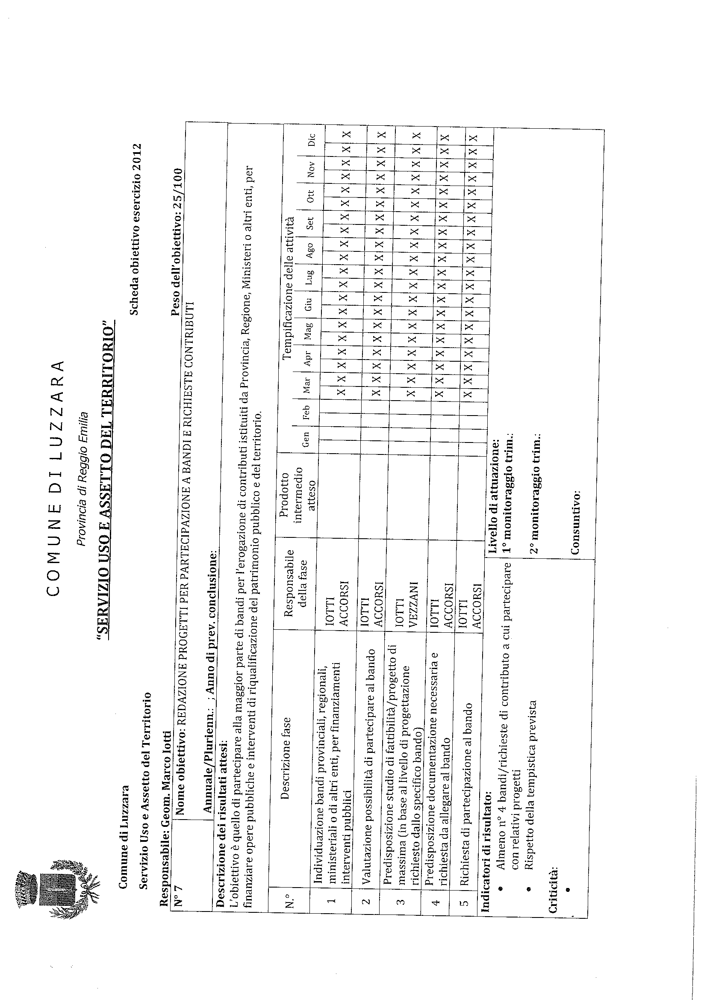 COMUNE DI LUZZARA
Provincia di Reggio Emilia
“SERVIZIO USO E ASSETTO DEL TERRITORIO”
Comune di Luzzara
Scheda obiettivo esercizio 2012
Servizio Uso e Assetto del Territorio
Responsabile: Geom. Marco Iotti
Peso dell'obiettivo: 25/100
N° 7
Nome obiettivo: REDAZIONE PROGETTI PER PARTECIPAZIONE A BANDI E RICHIESTE CONTRIBUTI
Annuale/Plurienn.: ; Anno di prev. conclusione:
Descrizione dei risultati attesi:
L'obiettivo è quello di partecipare alla maggior parte di bandi per l'erogazione di contributi istituiti da Provincia, Regione, Ministeri o altri enti, per
finanziare opere pubbliche e interventi di riqualificazione del patrimonio pubblico e del territorio.
N.° Descrizione fase Responsabile della fase Prodotto intermedio atteso Tempificazione delle attività
Gen Feb Mar Apr Mag Giu Lug Ago Set Ott Nov Dic
1 Individuazione bandi provinciali, regionali,
ministeriali o di altri enti, per finanziamenti
interventi pubblici
IOTTI
ACCORSI
X X X X X X X X X X X X X X X X X X X X
2 Valutazione possibilità di partecipare al bando
IOTTI
ACCORSI
X X X X X X X X X X X X X X X X X X X X
3 Predisposizione studio di fattibilità/progetto di
massima (in base al livello di progettazione
richiesto dallo specifico bando)
IOTTI
VEZZANI
X X X X X X X X X X X X X X X X X X X X
4 Predisposizione documentazione necessaria e
richiesta da allegare al bando
IOTTI
ACCORSI
X X X X X X X X X X X X X X X X X X X X
5 Richiesta di partecipazione al bando
IOTTI
ACCORSI
X X X X X X X X X X X X X X X X X X X X
Indicatori di risultato:
• Almeno n° 4 bandi/richieste di contributo a cui partecipare
con relativi progetti
• Rispetto della tempistica prevista
Criticità:
•
Livello di attuazione:
1° monitoraggio trim.:
2° monitoraggio trim.:
Consuntivo: